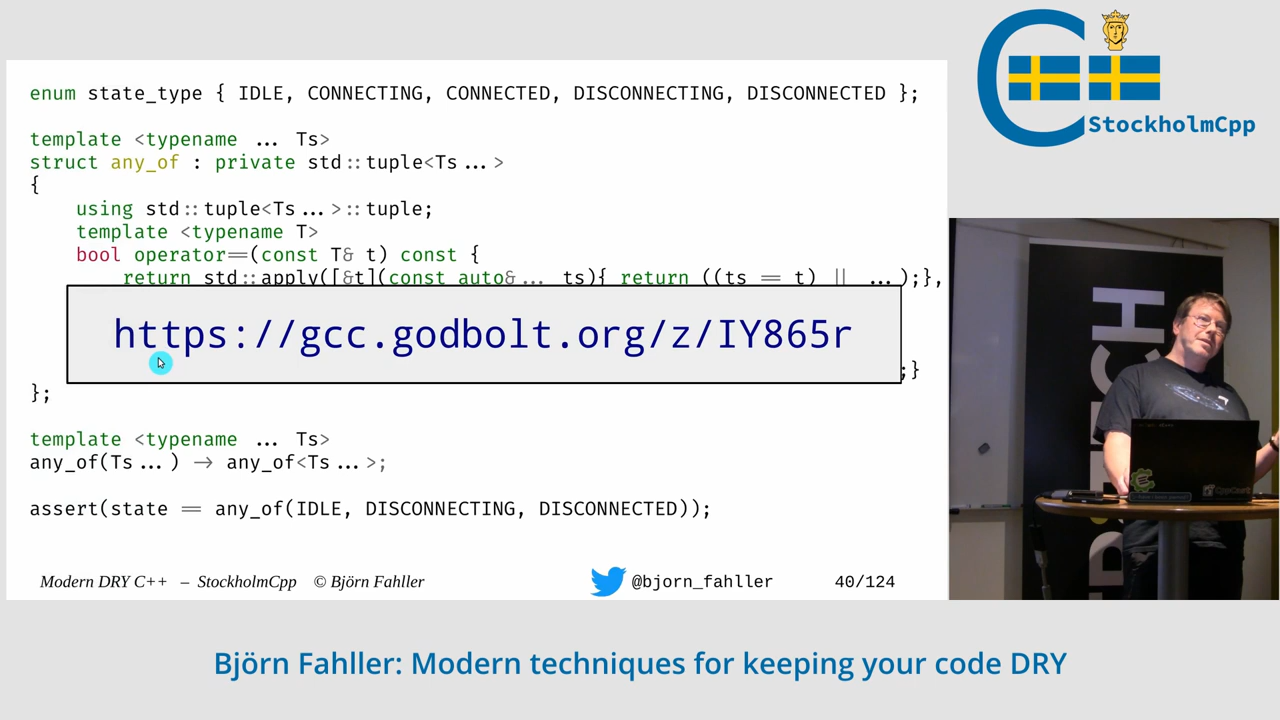 enum state_type { IDLE, CONNECTING, CONNECTED, DISCONNECTING, DISCONNECTED };
template <typename ... Ts>
struct any_of : private std::tuple<Ts...>
{
using std::tuple<Ts...>::tuple;
template <typename T>
bool operator==(const T& t) const {
return std::apply([&t](const auto&... ts){ return ((ts == t) || ...);},
https://gcc.godbolt.org/z/IY865r
;}
};
template <typename ... Ts>
any_of(Ts...) -> any_of<Ts...>;
assert(state == any_of(IDLE, DISCONNECTING, DISCONNECTED));
Modern DRY C++ – StockholmCpp © Björn Fahller
@bjorn_fahller
40/124
StockholmCpp
Björn Fahller: Modern techniques for keeping your code DRY